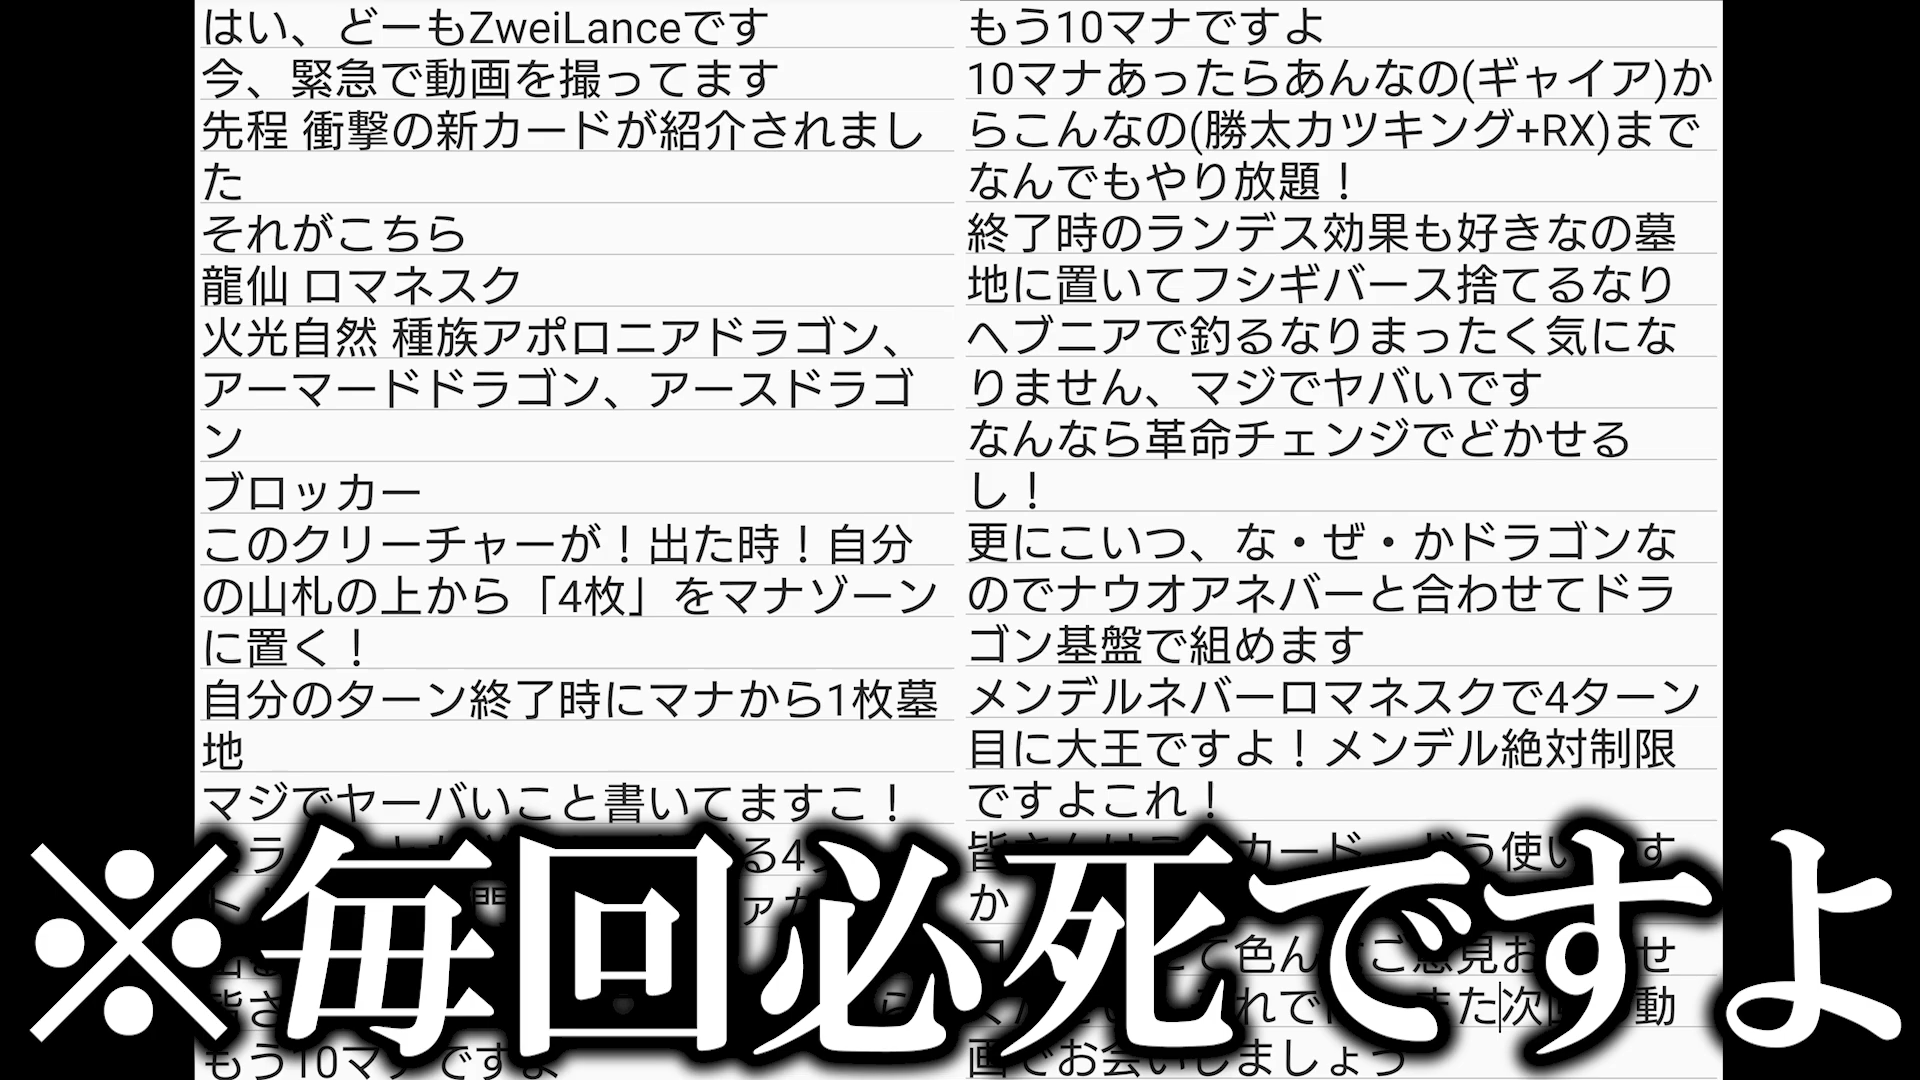 はい、どーもZweiLanceです
今、緊急で動画を撮ってます
先程 衝撃の新カードが紹介されまし
た
それがこちら
龍仙 ロマネスク
火光自然 種族アポロニアドラゴン、
アーマードドラゴン、アースドラゴ
ン
ブロッカー
このクリーチャーが！出た時！自分
の山札の上から「4枚」をマナゾーン
に置く！
自分のターン終了時にマナから1枚墓
地
マジでヤーバいこと書いてますこ！
もう10マナですよ
もう10マナですよ
10マナあったらあんなの(ギャイア)か
らこんなの(勝太カツキング+RX)まで
なんでもやり放題！
終了時のランデス効果も好きなの墓
地に置いてフシギバース捨てるなり
ヘブニアで釣るなりまったく気にな
りません、マジでヤバいです
なんなら革命チェンジでどかせる
し！
更にこいつ、な・ぜ・かドラゴンな
のでナウオアネバーと合わせてドラ
ゴン基盤で組めます
メンデルネバーロマネスクで4ターン
目に大王ですよ！メンデル絶対制限
ですよこれ！
カード
か
画でお会いしましょう
※毎回必死ですよ